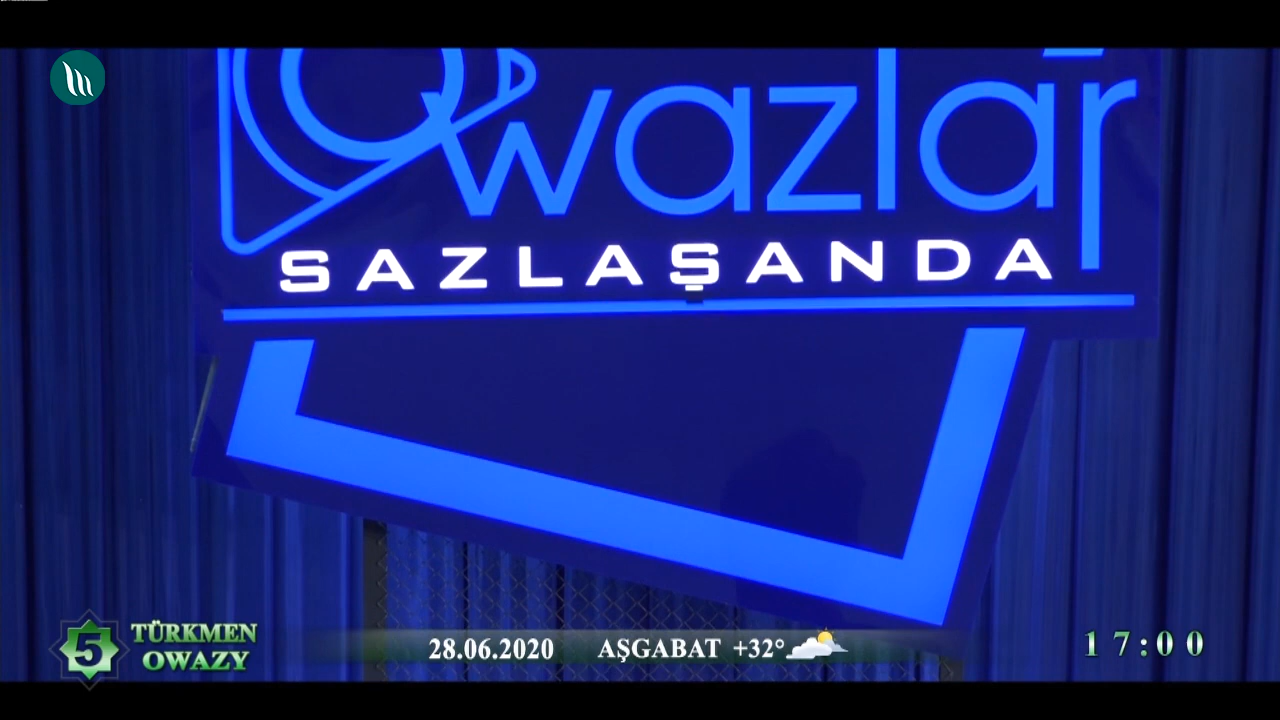 Owazlar
SAZLAŞANDA
5
TÜRKMEN
OWAZY
28.06.2020 AŞGABAT +32°
17:00